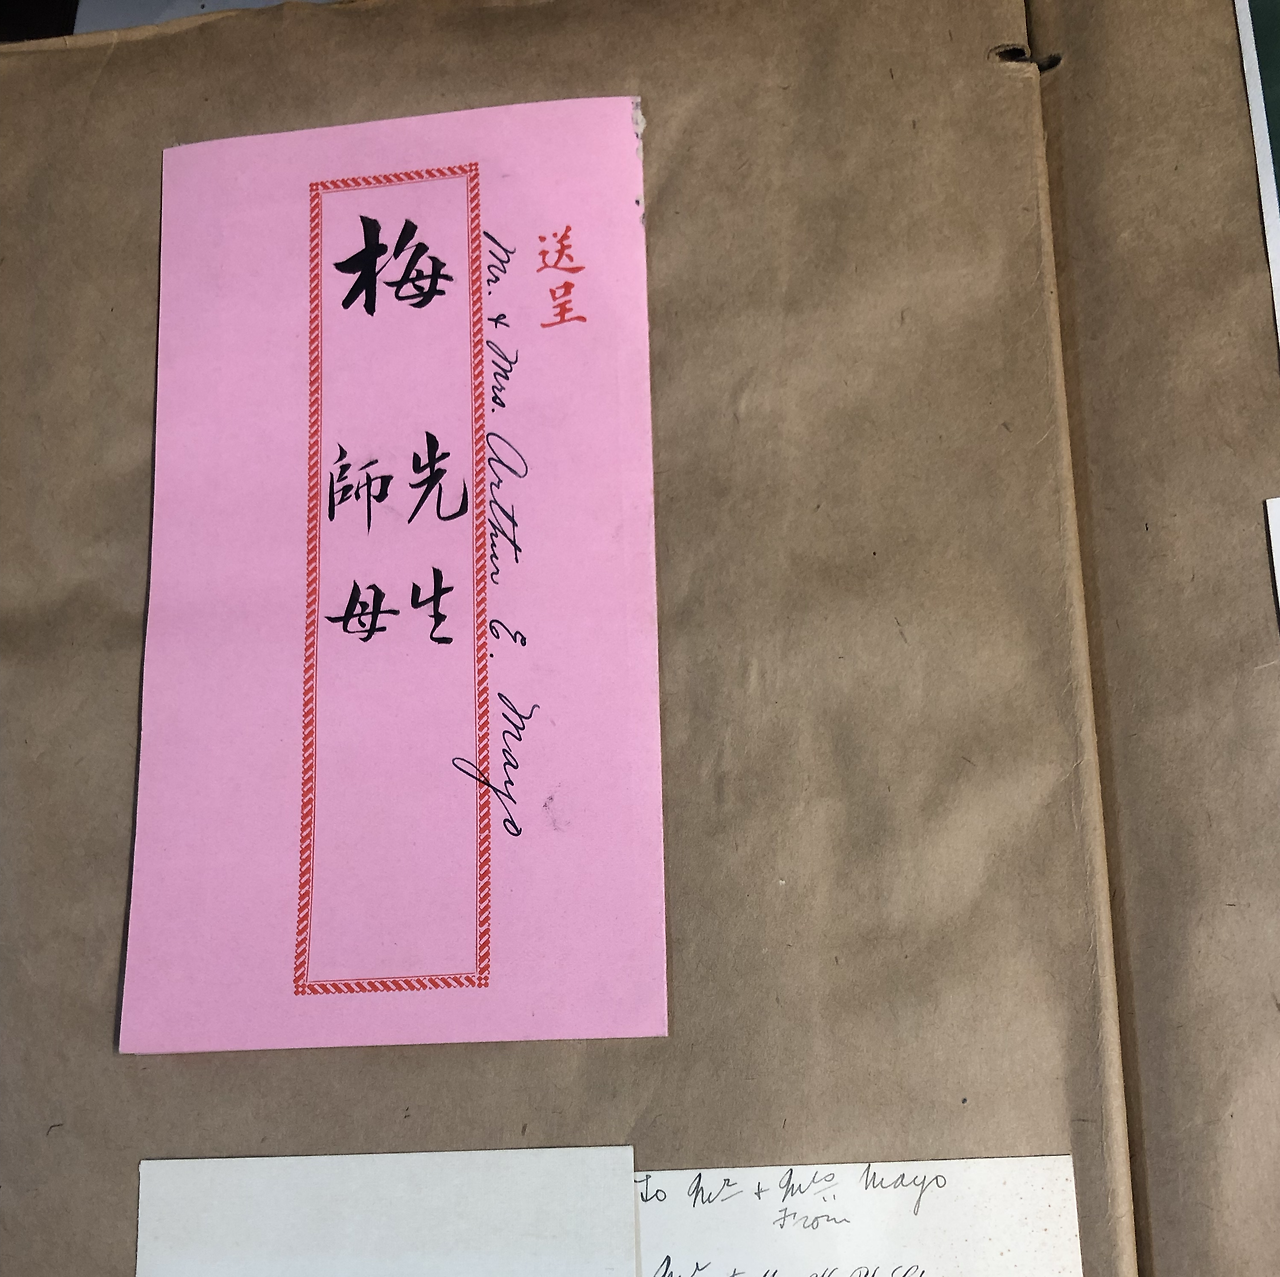 送呈
Mr. & Mrs. Arthur E. Mayo
梅
先生
師母
To Mr & Mrs Mayo
From